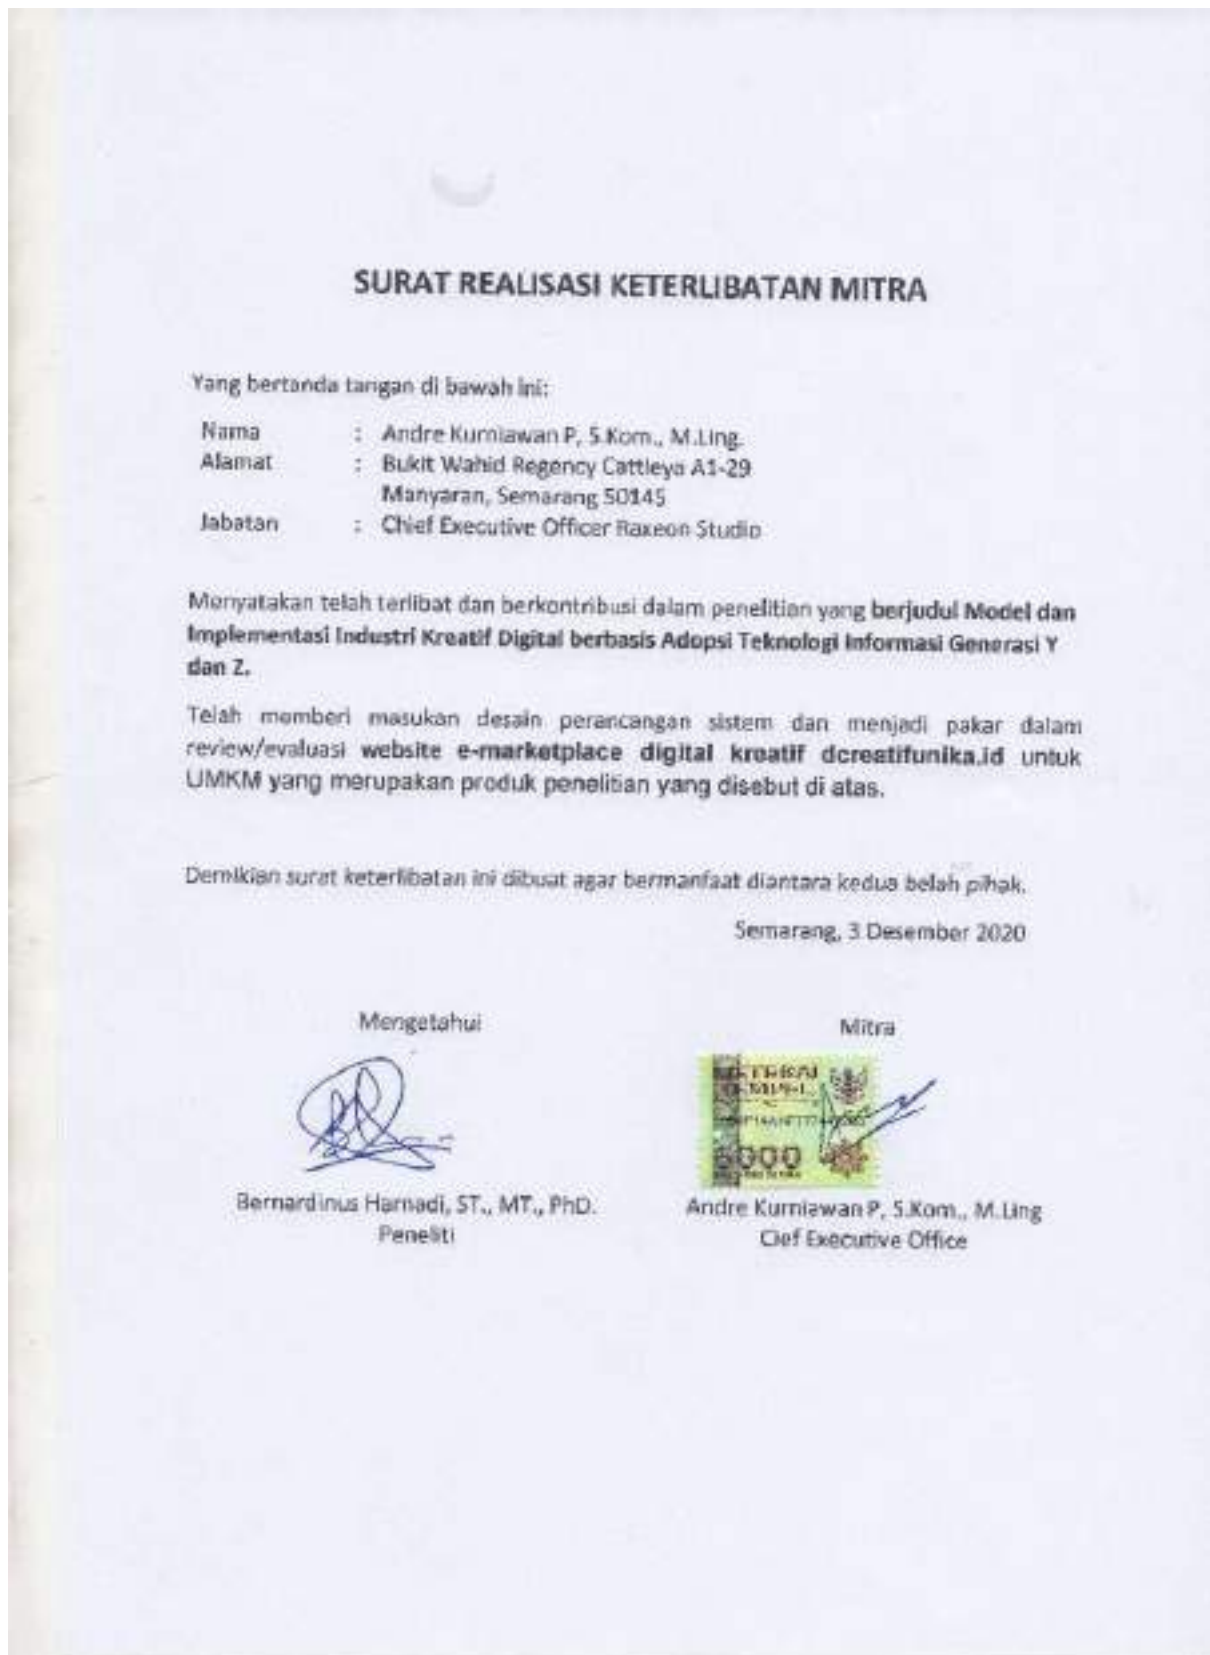 SURAT REALISASI KETERLIBATAN MITRA
Yang bertanda tangan di bawah ini:
Nama : Andre Kurniawan P, S.Kom., M.Ling.
Alamat : Bukit Wahid Regency Cattleya A1-29
Manyaran, Semarang 50145
Jabatan : Chief Executive Officer Raxeon Studio
Menyatakan telah terlibat dan berkontribusi dalam penelitian yang berjudul Model dan
Implementasi Industri Kreatif Digital berbasis Adopsi Teknologi Informasi Generasi Y
dan Z.
Telah memberi masukan desain perancangan sistem dan menjadi pakar dalam
review/evaluasi website e-marketplace digital kreatif dcreatifunika.id untuk
UMKM yang merupakan produk penelitian yang disebut di atas.
Demikian surat keterlibatan ini dibuat agar bermanfaat diantara kedua belah pihak.
Semarang, 3 Desember 2020
Mengetahui
Mitra
METERAI
TEMPEL
6000
Bernardinus Harnadi, ST., MT., PhD.
Peneliti
Andre Kurniawan P, S.Kom., M.Ling
Cief Executive Office